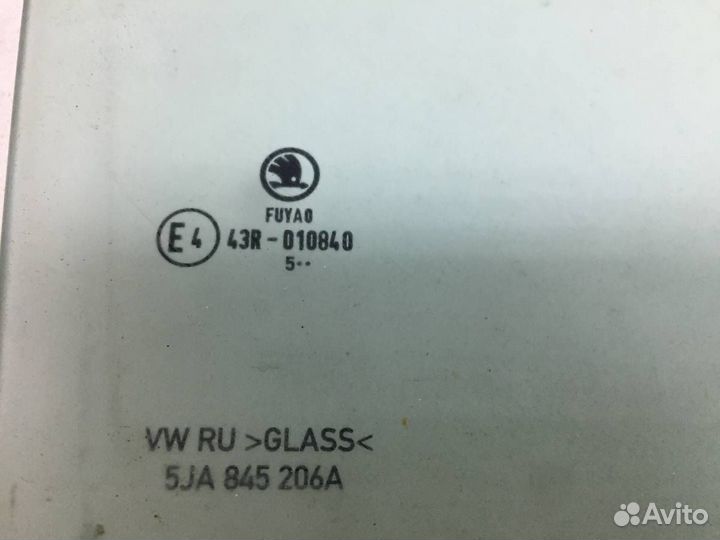 FUYAO
E4 43R-010840
5··
VW RU >GLASS<
5JA 845 206A
Avito